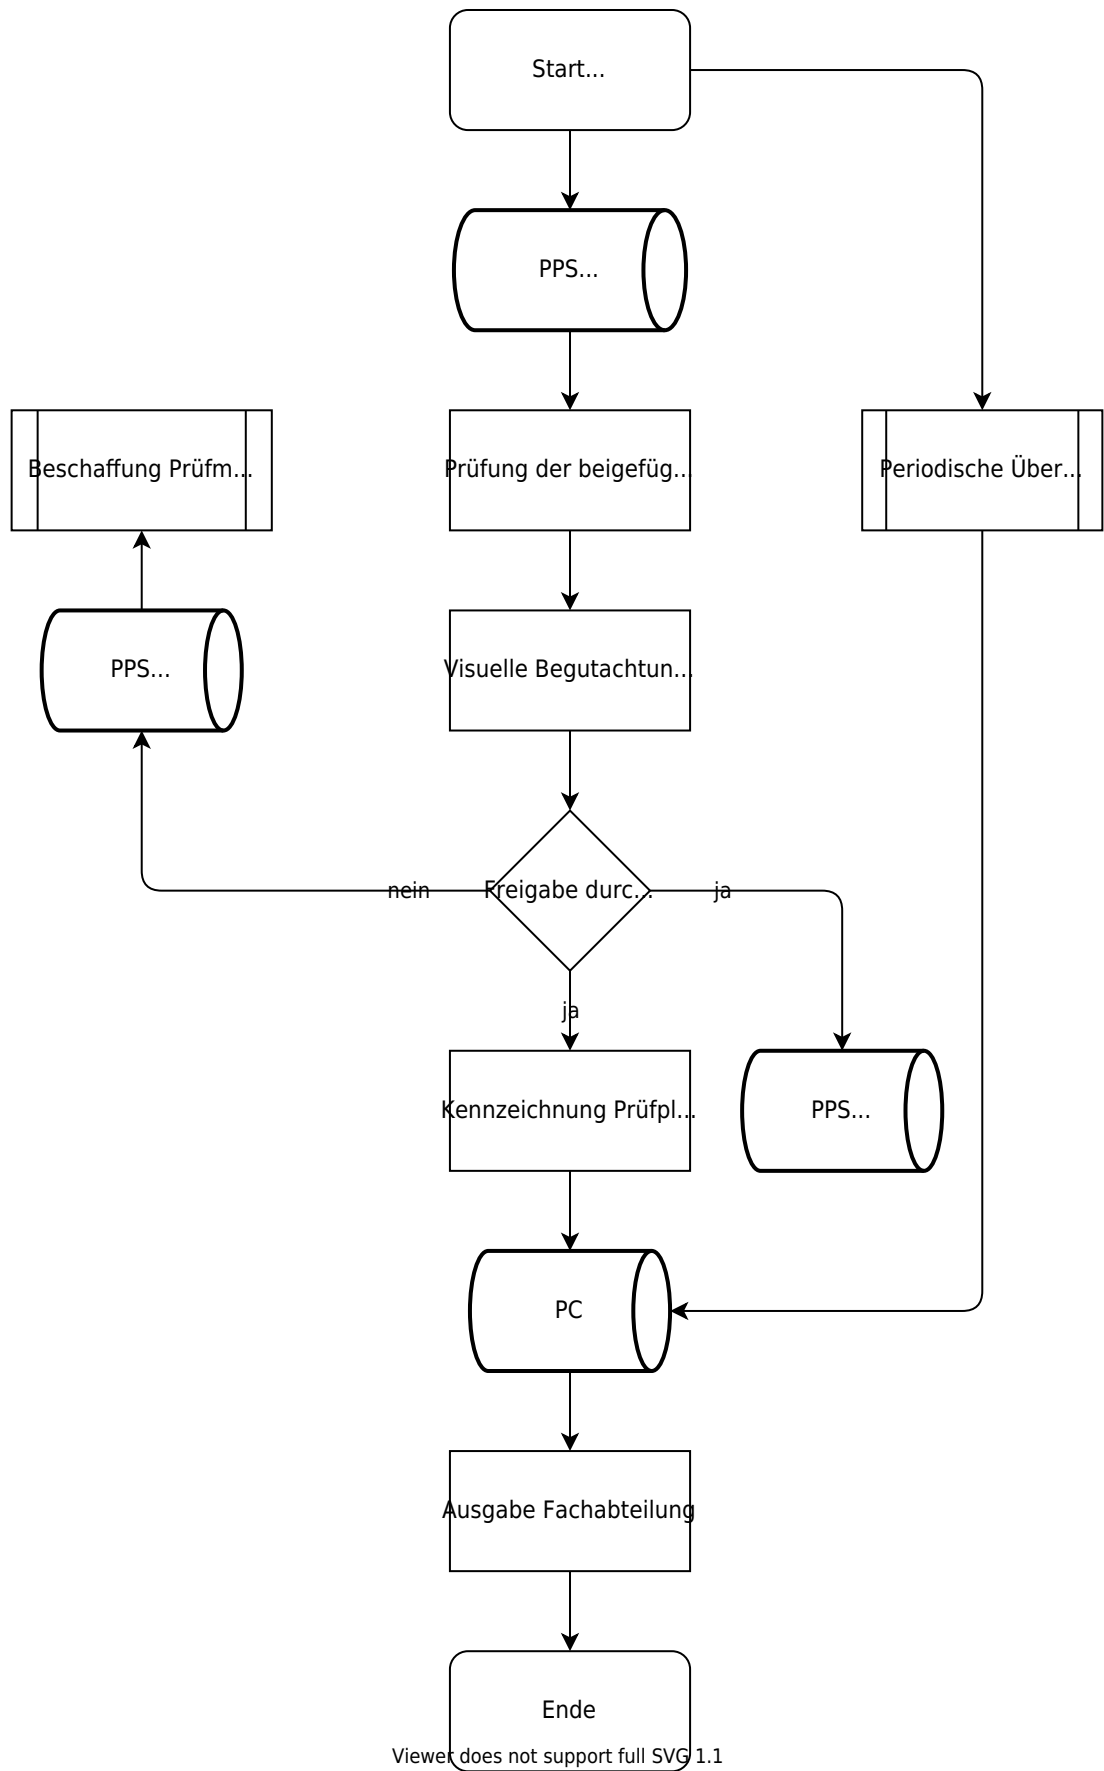 Start...
PPS...
Beschaffung Prüfm...
Prüfung der beigefüg...
Periodische Über...
PPS...
Visuelle Begutachtun...
nein
Freigabe durc...
ja
ja
Kennzeichnung Prüfpl...
PPS...
PC
Ausgabe Fachabteilung
Ende
Viewer does not support full SVG 1.1